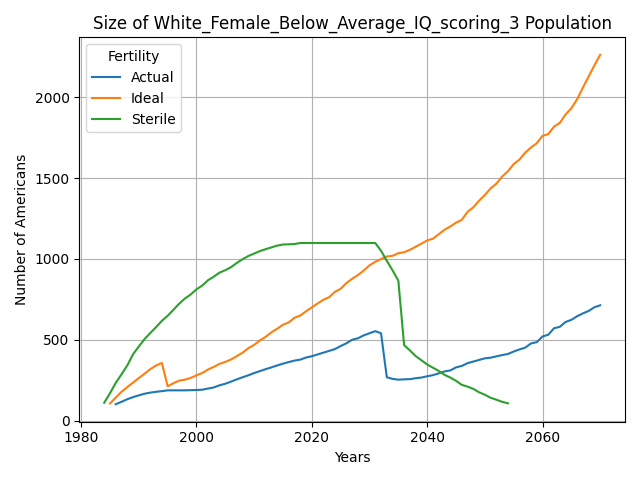 Size of White_Female_Below_Average_IQ_scoring_3 Population
Fertility
Actual
Ideal
Sterile
Number of Americans
2000
1500
1000
500
0
1980
2000
2020
2040
2060
Years